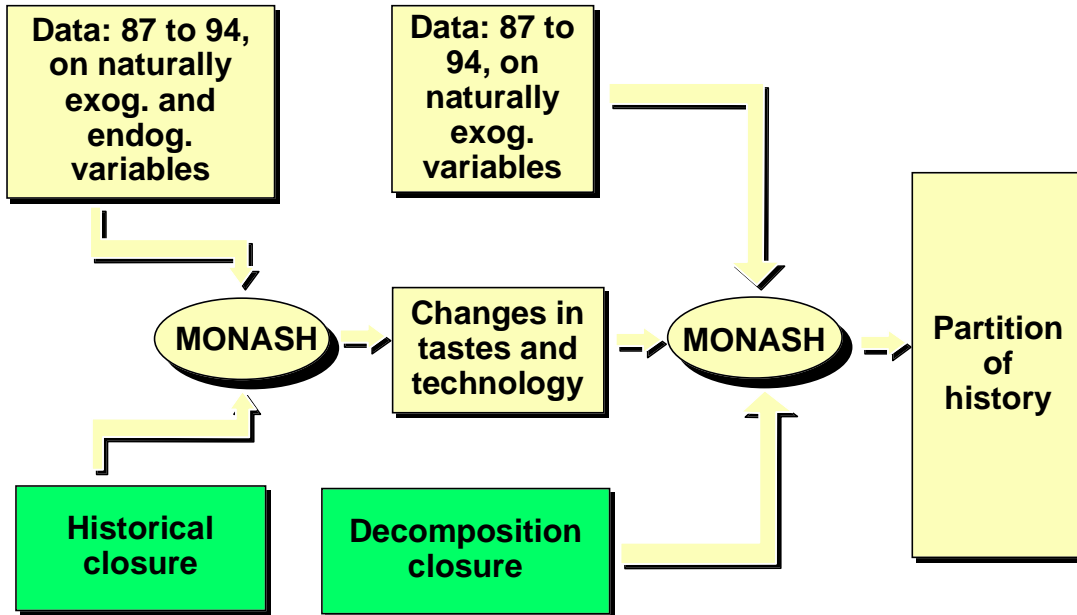 Data: 87 to 94,
on naturally
exog. and
endog.
variables
Data: 87 to
94, on
naturally
exog.
variables
MONASH
Changes in
tastes and
technology
MONASH
Partition
of
history
Historical
closure
Decomposition
closure